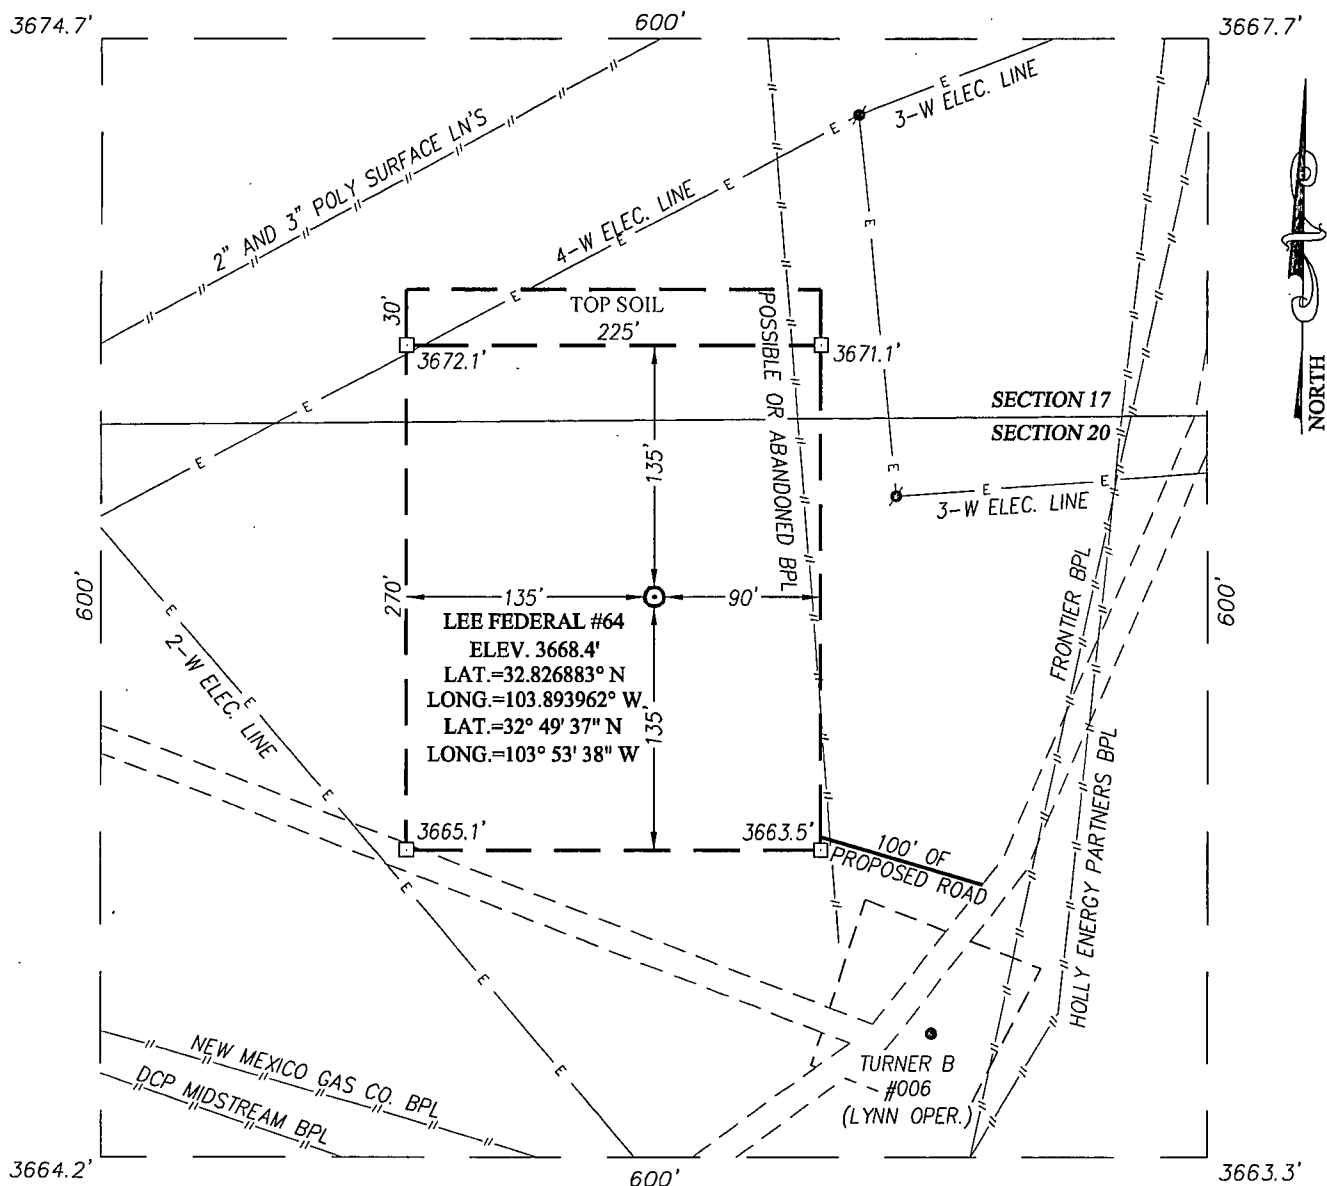 3674.7'
600'
3667.7'
3-W ELEC. LINE
E
E
E
2" AND 3" POLY SURFACE LN'S
4-W ELEC. LINE
E
E
E
E
E
E
TOP SOIL
30'
225'
3672.1'
3671.1'
POSSIBLE OR ABANDONED BPL
NORTH
SECTION 17
SECTION 20
135'
E
E
E
3-W ELEC. LINE
600'
270'
135'
90'
600'
LEE FEDERAL #64
ELEV. 3668.4'
LAT.=32.826883° N
LONG.=103.893962° W
LAT.=32° 49' 37" N
LONG.=103° 53' 38" W
135'
E
E
2-W ELEC. LINE
E
E
E
E
FRONTIER BPL
HOLLY ENERGY PARTNERS BPL
3665.1'
3663.5'
100' OF
PROPOSED ROAD
TURNER B
#006
(LYNN OPER.)
NEW MEXICO GAS CO. BPL
DCP MIDSTREAM BPL
3664.2'
600'
3663.3'